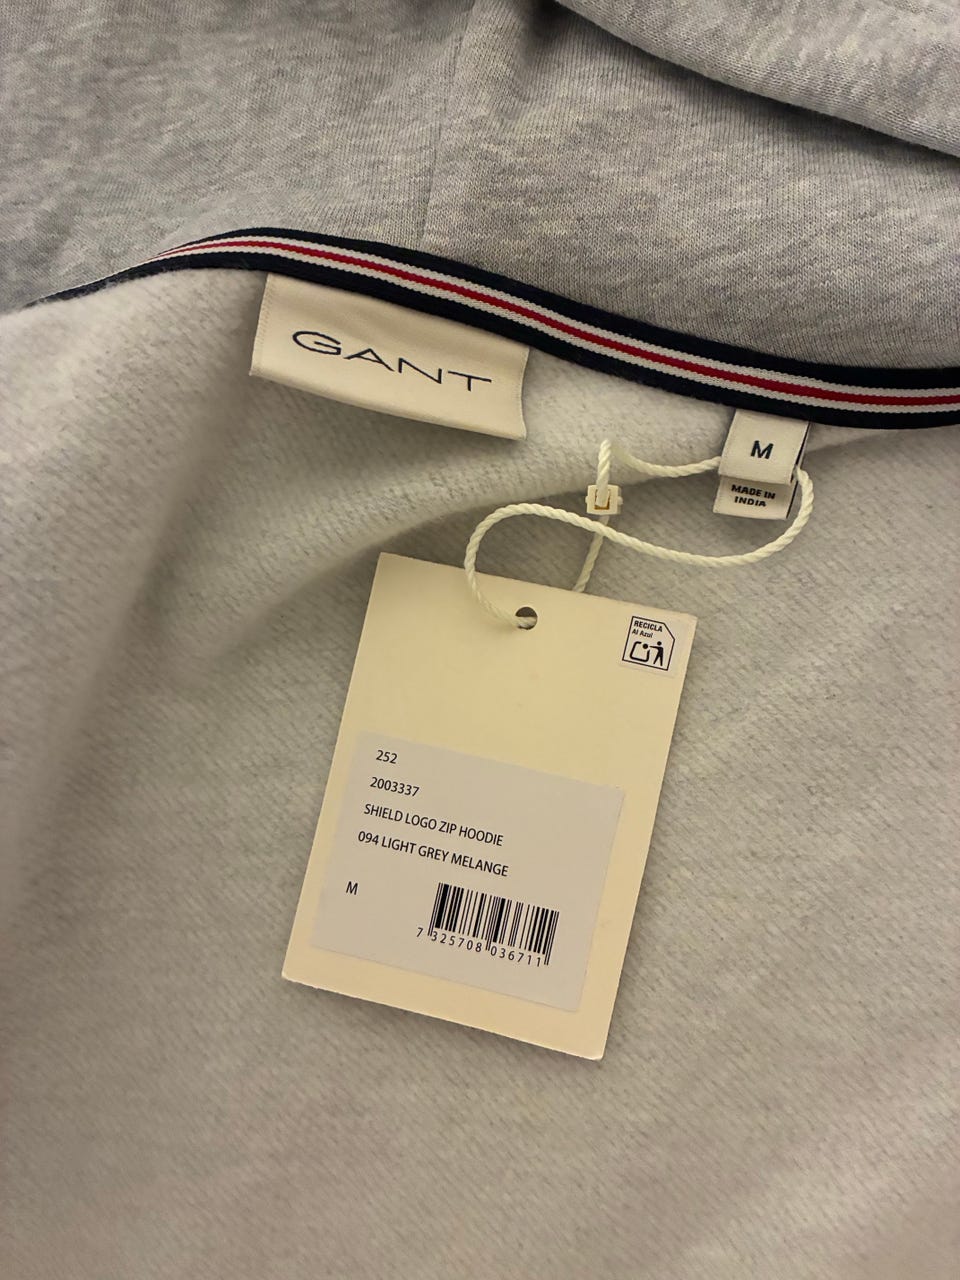 GANT
M
MADE IN
INDIA
RECICLA
Al Azul
252
2003337
SHIELD LOGO ZIP HOODIE
094 LIGHT GREY MELANGE
M
7 325708 036711